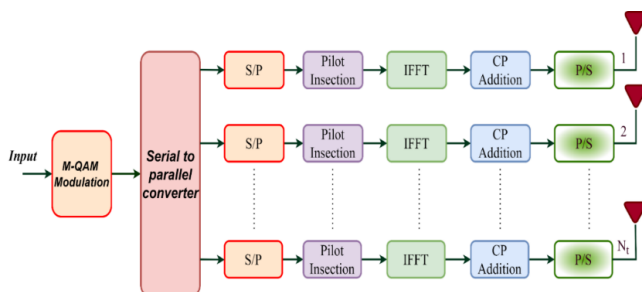 S/P
Pilot
Insection
IFFT
CP
Addition
P/S
1
S/P
Pilot
Insection
IFFT
CP
Addition
P/S
2
Input
M-QAM
Modulation
Serial to
parallel
converter
S/P
Pilot
Insection
IFFT
CP
Addition
P/S
Nt